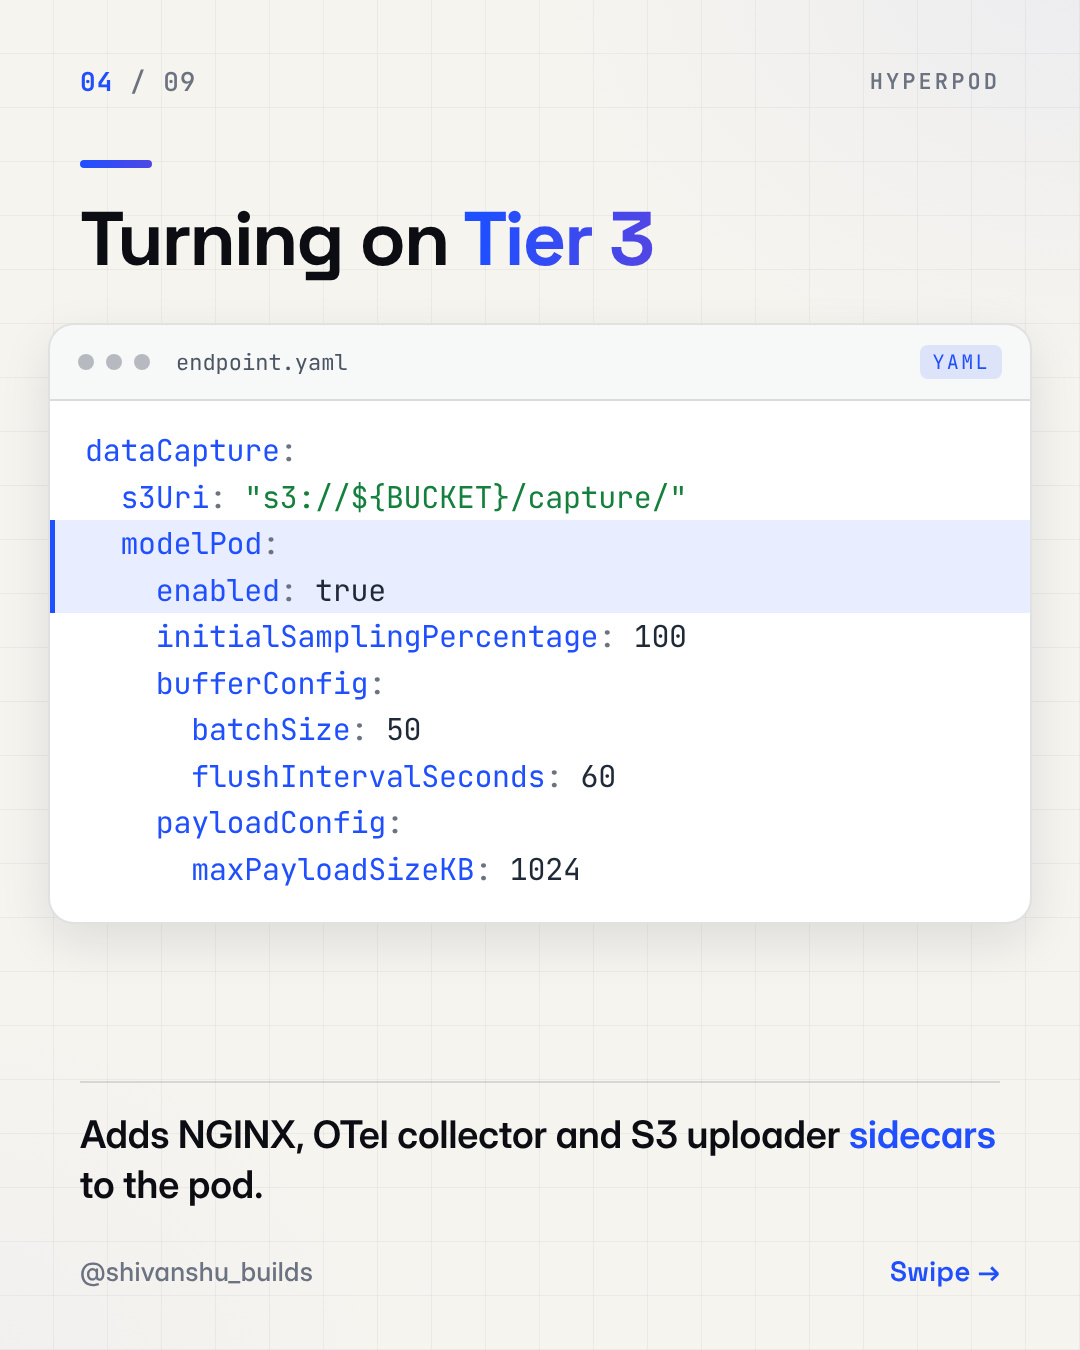 04 / 09
HYPERPOD
Turning on Tier 3
endpoint.yaml
YAML
dataCapture:
  s3Uri: "s3://${BUCKET}/capture/"
  modelPod:
    enabled: true
    initialSamplingPercentage: 100
    bufferConfig:
      batchSize: 50
      flushIntervalSeconds: 60
    payloadConfig:
      maxPayloadSizeKB: 1024
Adds NGINX, OTel collector and S3 uploader sidecars
to the pod.
@shivanshu_builds
Swipe →